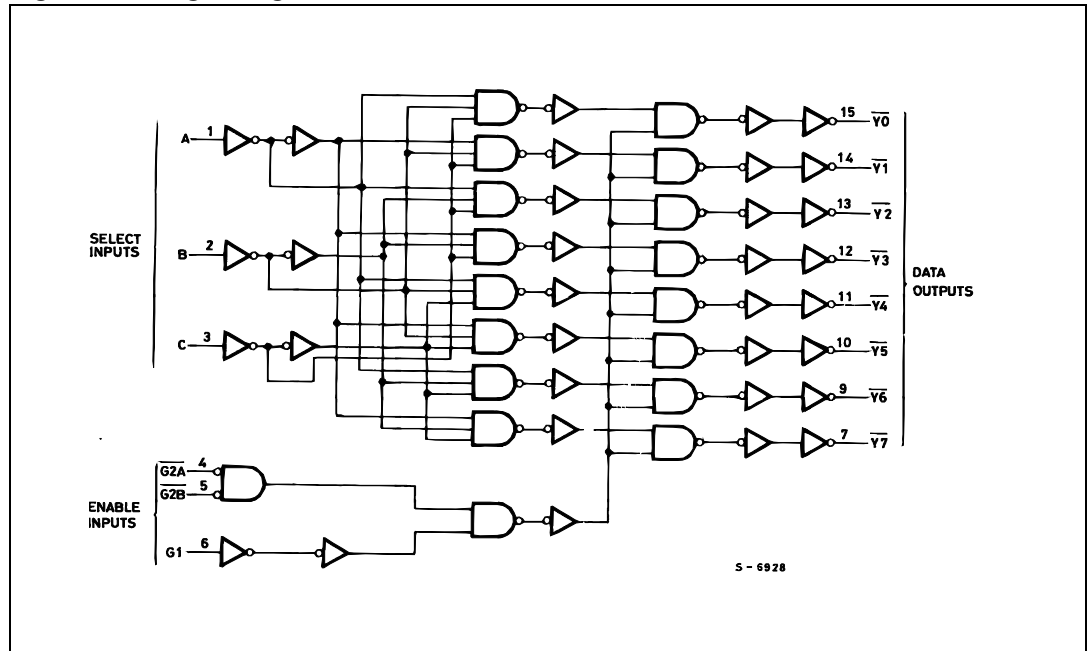 A 1
B 2
C 3
SELECT
INPUTS
G2A 4
G2B 5
G1 6
ENABLE
INPUTS
15 Y0
14 Y1
13 Y2
12 Y3
11 Y4
10 Y5
9 Y6
7 Y7
DATA
OUTPUTS
S-6928